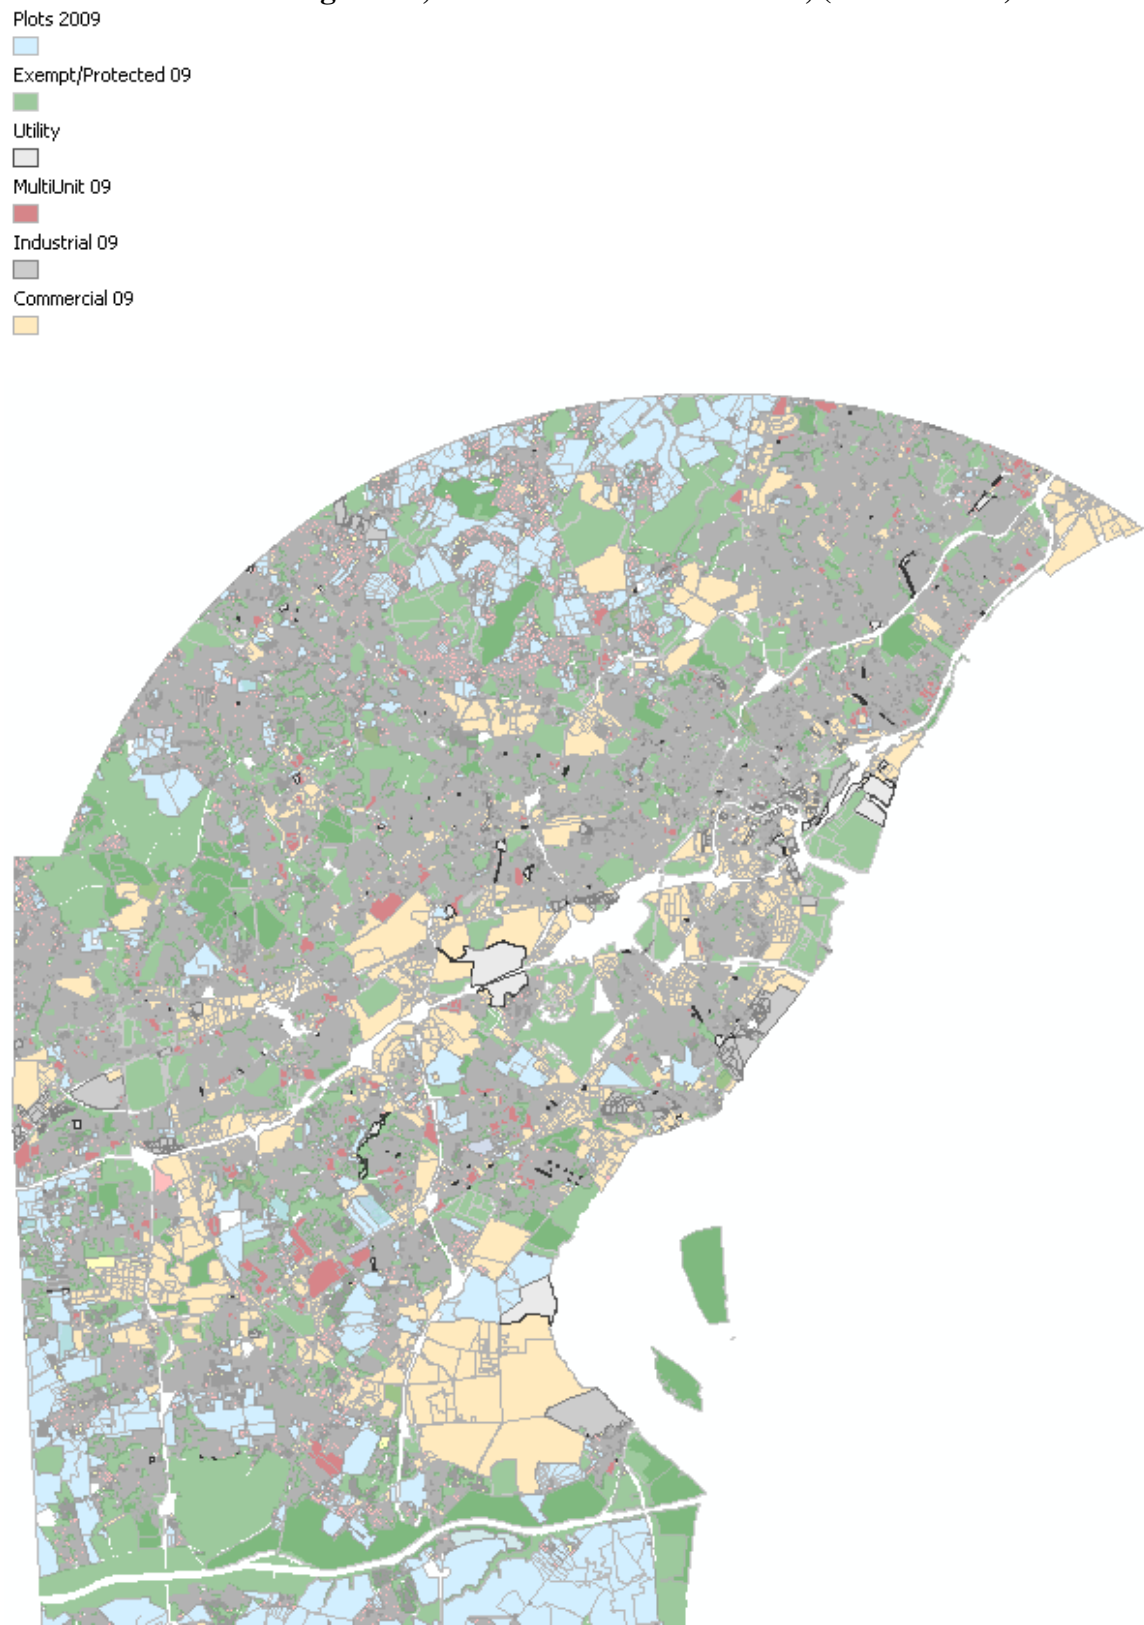 Plots 2009
Exempt/Protected 09
Utility
MultiUnit 09
Industrial 09
Commercial 09